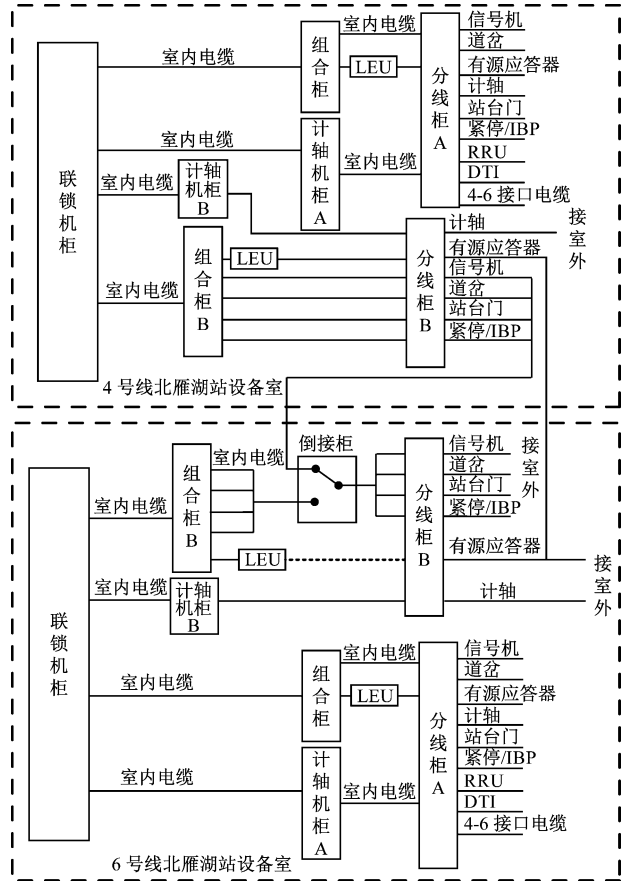 室内电缆
信号机
道岔
室内电缆
组合柜
LEU
分线柜A
有源应答器
计轴
站台门
紧停/IBP
RRU
DTI
4-6 接口电缆
联锁机柜
室内电缆
计轴机柜A
室内电缆
室内电缆
计轴机柜B
计轴
接室外
组合柜B
LEU
分线柜B
有源应答器
信号机
道岔
站台门
紧停/IBP
室内电缆
4 号线北雁湖站设备室
倒接柜
室内电缆
组合柜B
室内电缆
分线柜B
信号机
道岔
站台门
紧停/IBP
接室外
LEU
有源应答器
接室外
室内电缆
计轴机柜B
计轴
联锁机柜
室内电缆
组合柜
室内电缆
LEU
分线柜A
信号机
道岔
有源应答器
计轴
站台门
紧停/IBP
RRU
DTI
4-6 接口电缆
室内电缆
计轴机柜A
室内电缆
6 号线北雁湖站设备室